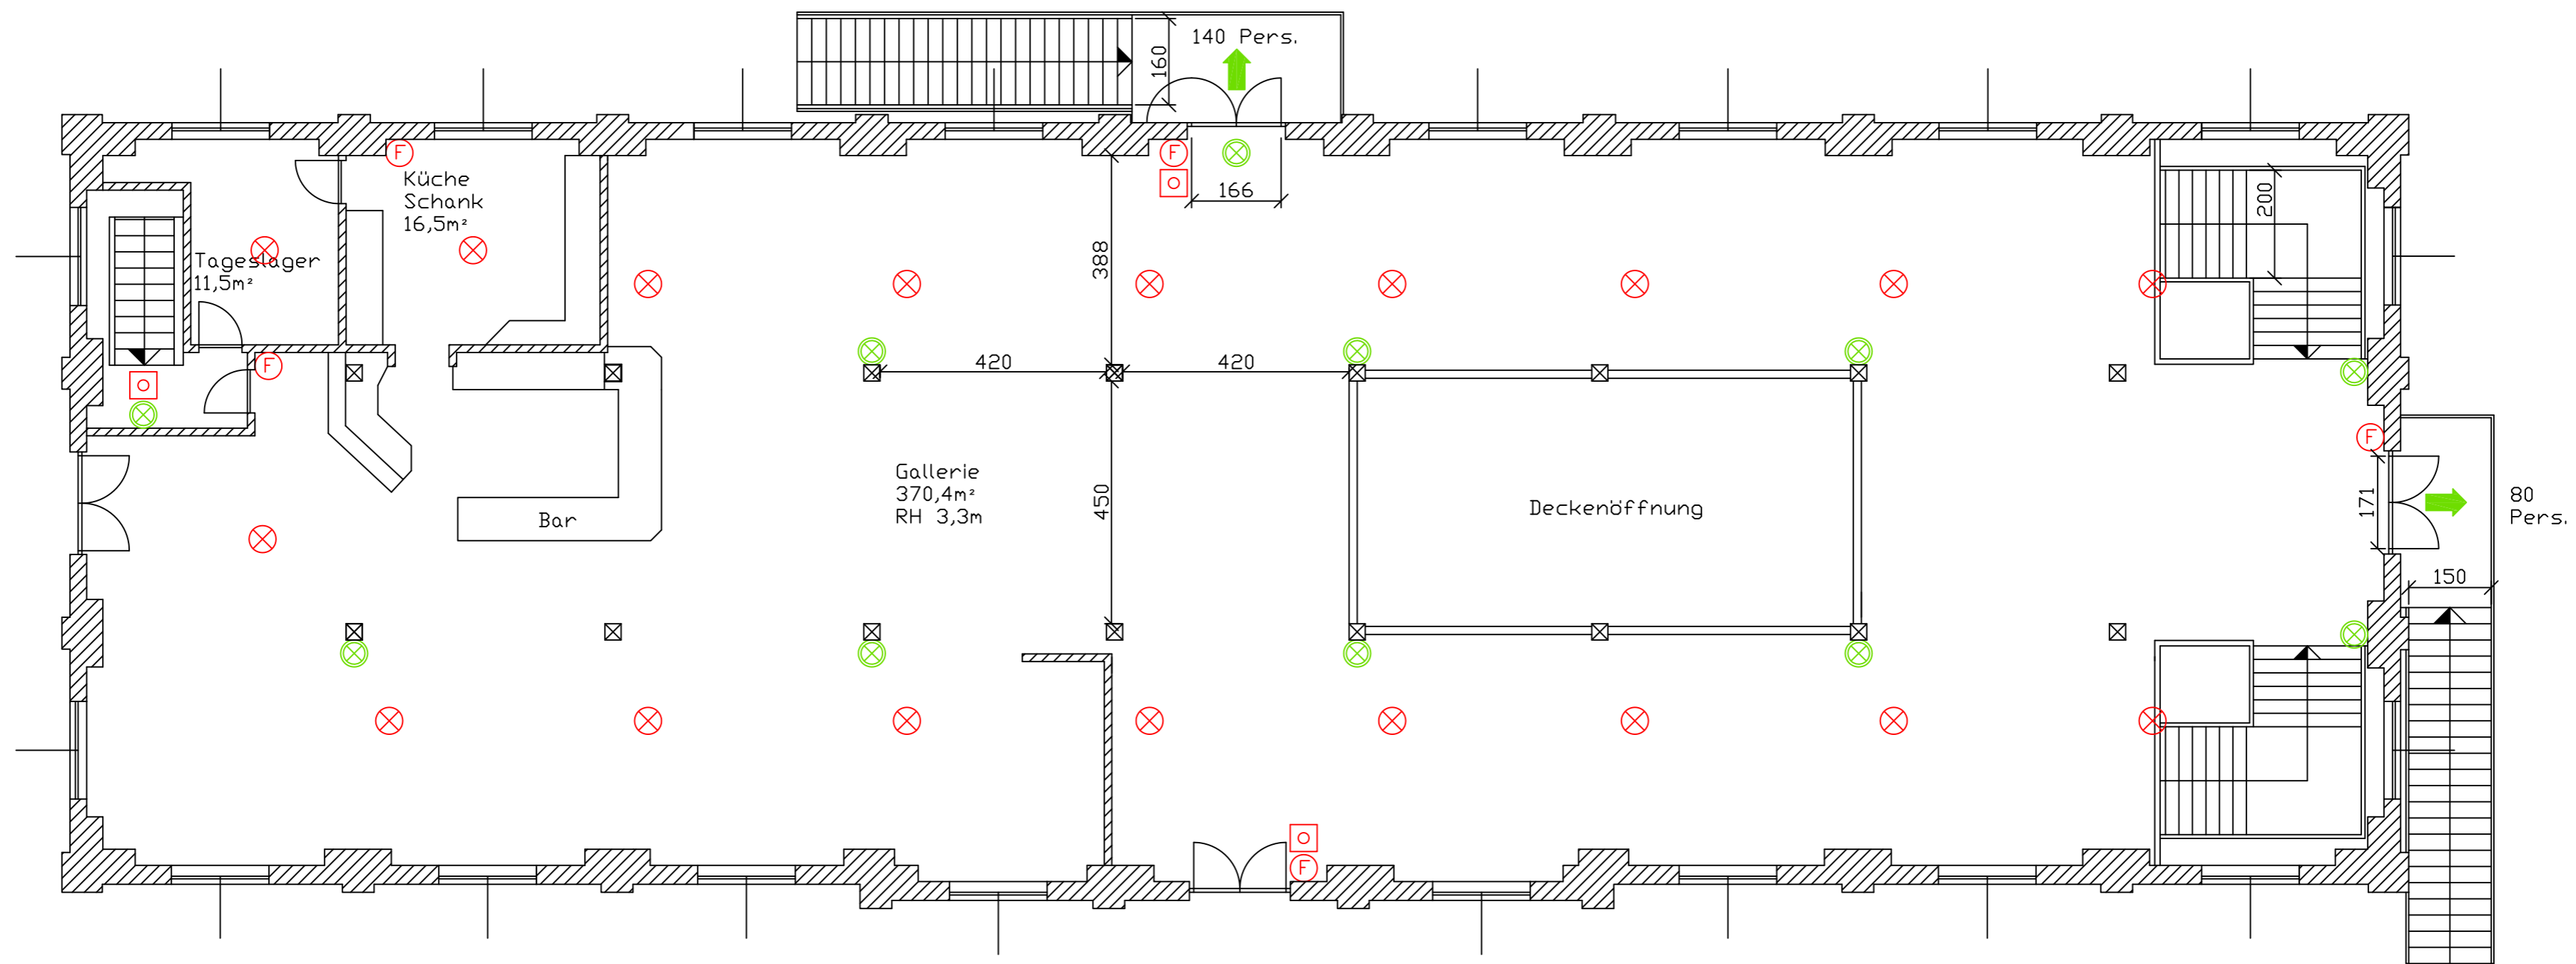 140 Pers.
160
F
F
Küche
Schank
16,5m²
166
200
388
Tageslager
11,5m²
F
420
420
F
Gallerie
370,4m²
RH 3,3m
450
Deckenöffnung
171
80
Pers.
Bar
150
F